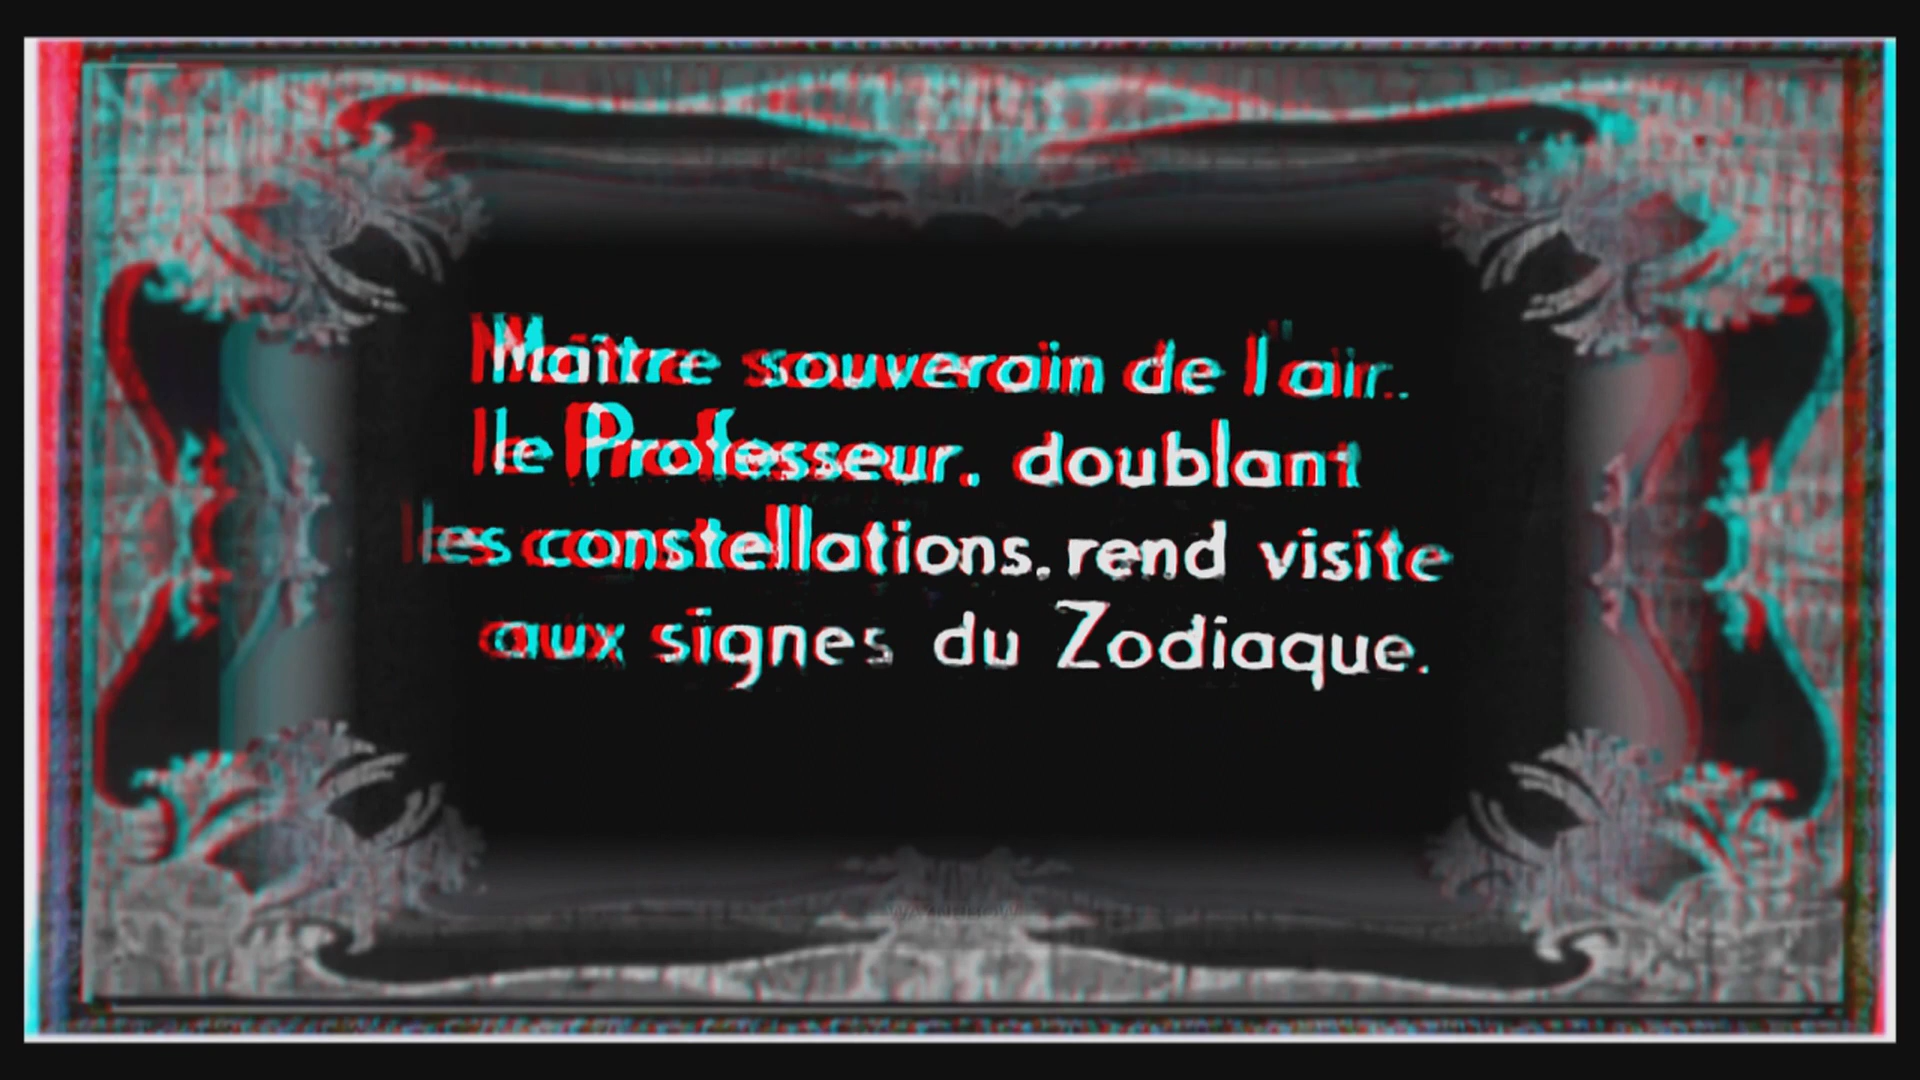 Maître souverain de l'air..
le Professeur. doublant
les constellations. rend visite
aux signes du Zodiaque.